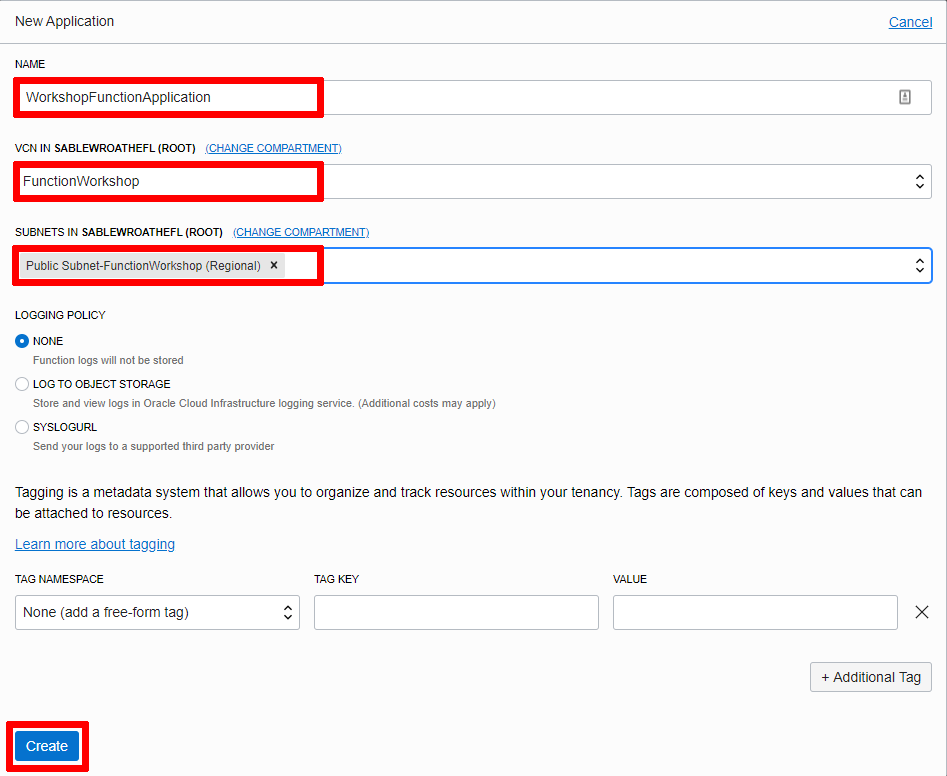 New Application
Cancel
NAME
WorkshopFunctionApplication
VCN IN SABLEWROATHEFL (ROOT) (CHANGE COMPARTMENT)
FunctionWorkshop
SUBNETS IN SABLEWROATHEFL (ROOT) (CHANGE COMPARTMENT)
Public Subnet-FunctionWorkshop (Regional) ×
LOGGING POLICY
NONE
Function logs will not be stored
LOG TO OBJECT STORAGE
Store and view logs in Oracle Cloud Infrastructure logging service. (Additional costs may apply)
SYSLOGURL
Send your logs to a supported third party provider
Tagging is a metadata system that allows you to organize and track resources within your tenancy. Tags are composed of keys and values that can
be attached to resources.
Learn more about tagging
TAG NAMESPACE TAG KEY VALUE
None (add a free-form tag)
+ Additional Tag
Create